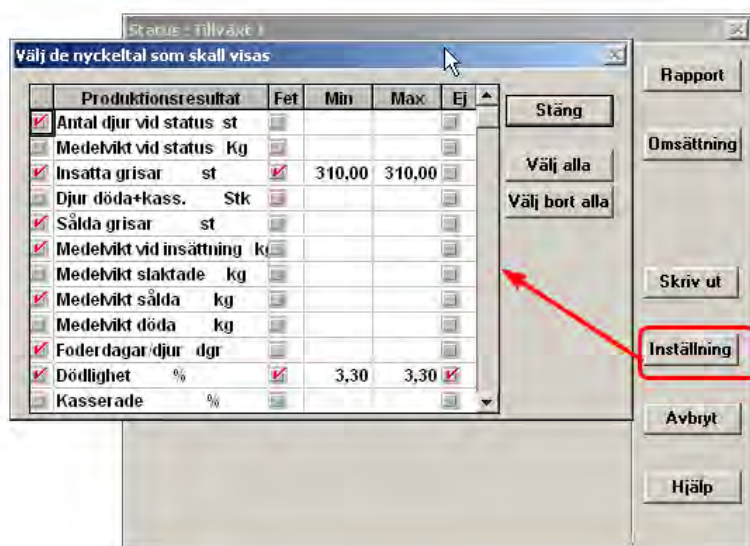 Status - Tillväxt 1
Välj de nyckeltal som skall visas
Produktionsresultat Fet Min Max Ej
Antal djur vid status st
Medelvikt vid status Kg
Insatta grisar st 310,00 310,00
Djur döda+kass. Stk
Sålda grisar st
Medelvikt vid insättning kg
Medelvikt slaktade kg
Medelvikt sålda kg
Medelvikt döda kg
Foderdagar/djur dgr
Dödlighet % 3,30 3,30
Kasserade %
Stäng
Välj alla
Välj bort alla
Rapport
Omsättning
Skriv ut
Inställning
Avbryt
Hjälp